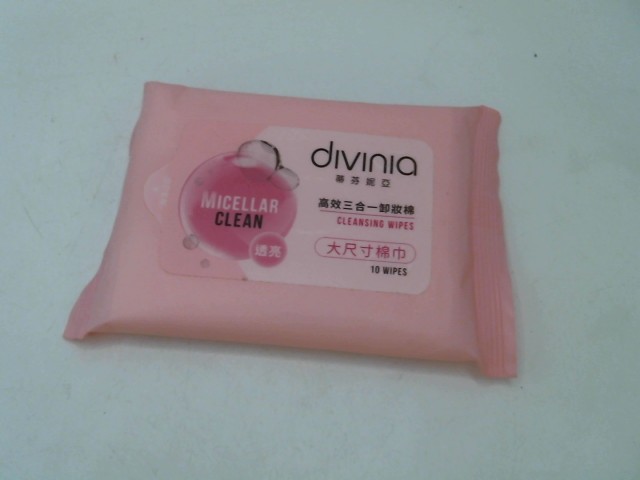 divinia
蒂芬妮亞
MICELLAR
CLEAN
透亮
高效三合一卸妝棉
CLEANSING WIPES
大尺寸棉巾
10 WIPES